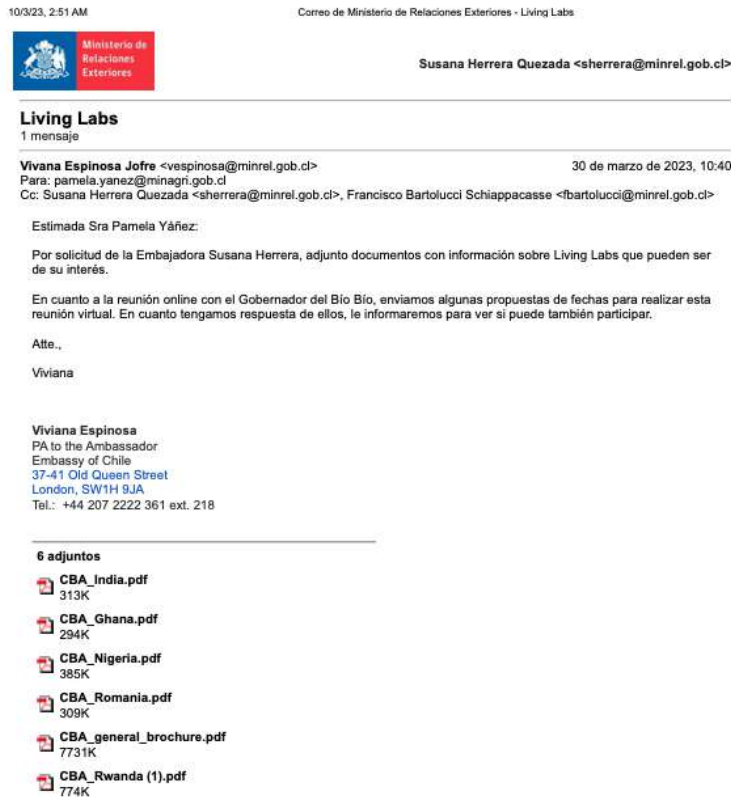 10/3/23, 2:51 AM Correo de Ministerio de Relaciones Exteriores - Living Labs
Ministerio de
Relaciones
Exteriores
Susana Herrera Quezada <sherrera@minrel.gob.cl>
Living Labs
1 mensaje
Vivana Espinosa Jofre <vespinosa@minrel.gob.cl> 30 de marzo de 2023, 10:40
Para: pamela.yanez@minagri.gob.cl
Cc: Susana Herrera Quezada <sherrera@minrel.gob.cl>, Francisco Bartolucci Schiappacasse <fbartolucci@minrel.gob.cl>
Estimada Sra Pamela Yáñez:
Por solicitud de la Embajadora Susana Herrera, adjunto documentos con información sobre Living Labs que pueden ser
de su interés.
En cuanto a la reunión online con el Gobernador del Bío Bío, enviamos algunas propuestas de fechas para realizar esta
reunión virtual. En cuanto tengamos respuesta de ellos, le informaremos para ver si puede también participar.
Atte.,
Viviana
Viviana Espinosa
PA to the Ambassador
Embassy of Chile
37-41 Old Queen Street
London, SW1H 9JA
Tel.: +44 207 2222 361 ext. 218
6 adjuntos
CBA_India.pdf
313K
CBA_Ghana.pdf
294K
CBA_Nigeria.pdf
385K
CBA_Romania.pdf
309K
CBA_general_brochure.pdf
7731K
CBA_Rwanda (1).pdf
774K